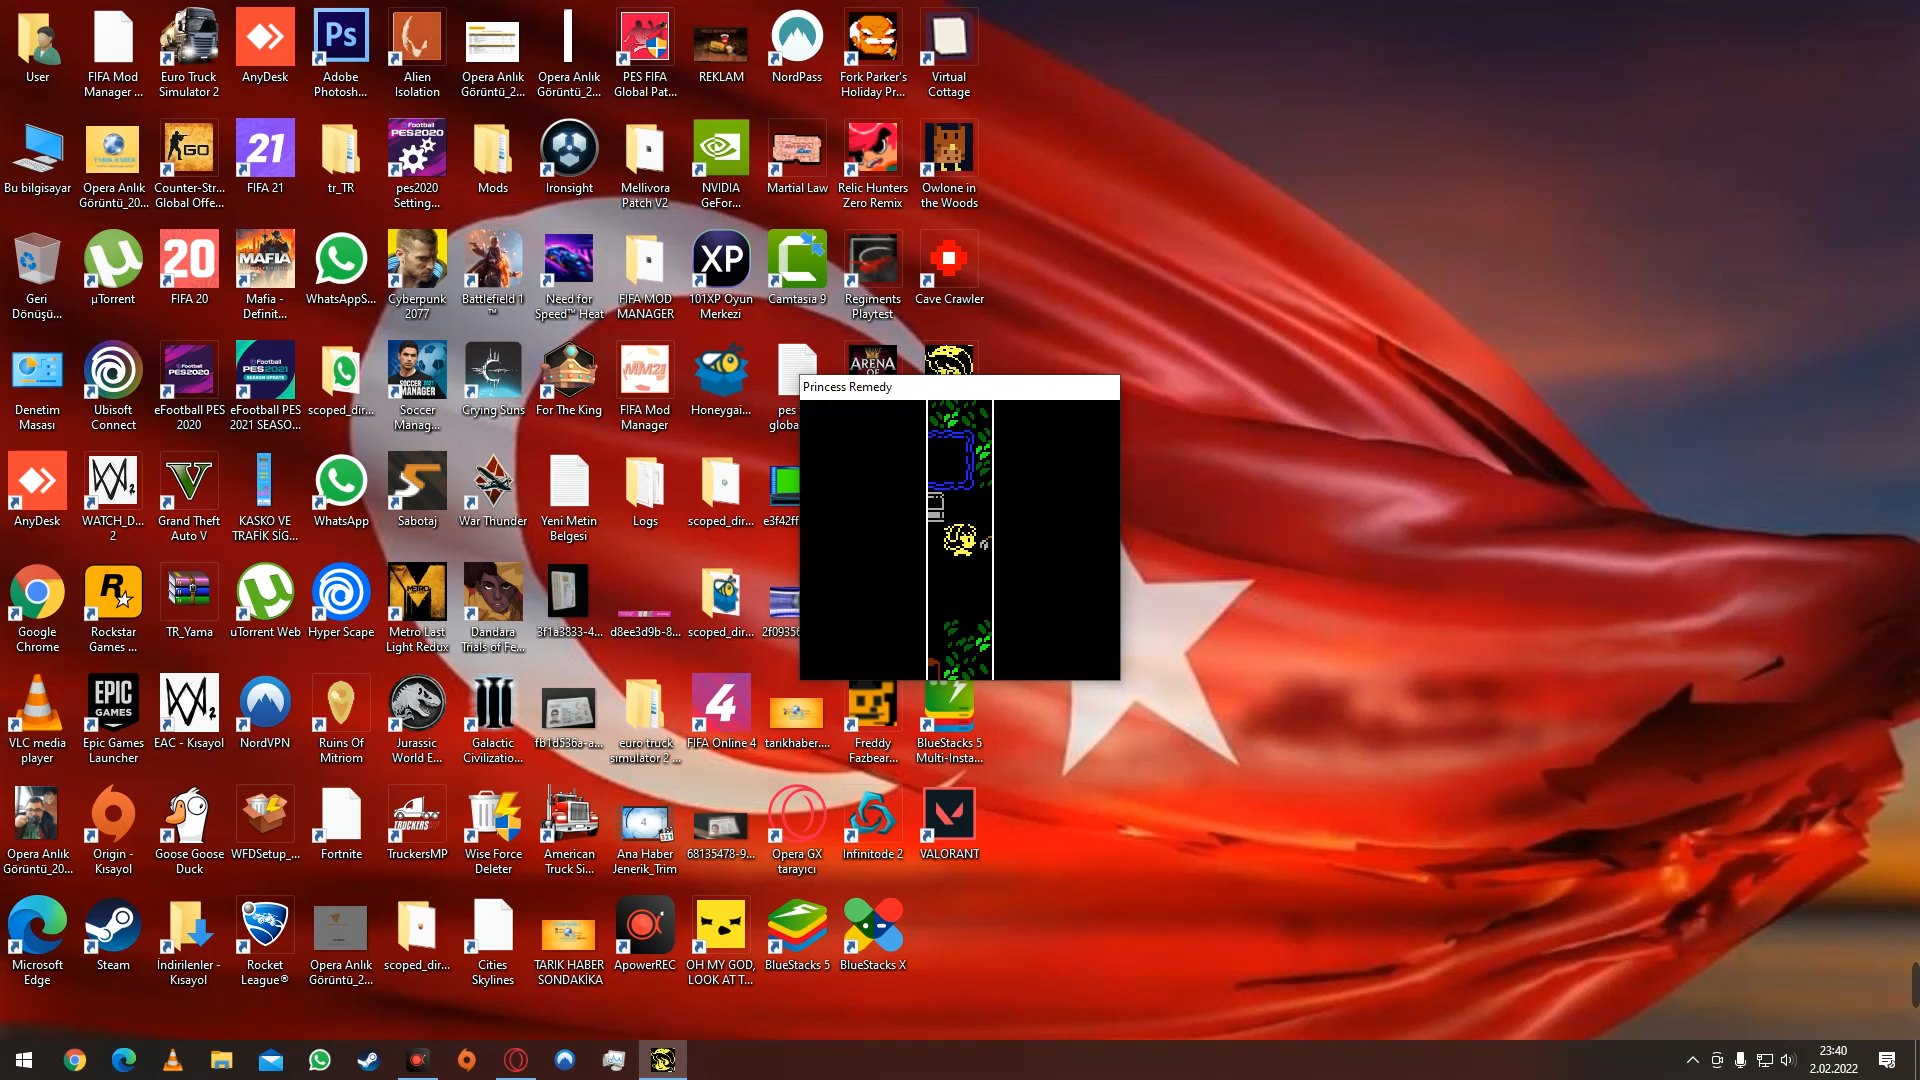 User
FIFA Mod
Manager ...
Euro Truck
Simulator 2
AnyDesk
Adobe
Photosh...
Alien
Isolation
Opera Anlık
Görüntü_2...
Opera Anlık
Görüntü_2...
PES FIFA
Global Pat...
REKLAM
NordPass
Fork Parker's
Holiday Pr...
Virtual
Cottage
Bu bilgisayar
Opera Anlık
Görüntü_20...
Counter-Str...
Global Offe...
FIFA 21
tr_TR
pes2020
Setting...
Mods
Ironsight
Mellivora
Patch V2
NVIDIA
GeFor...
Martial Law
Relic Hunters
Zero Remix
Owlone in
the Woods
Geri
Dönüşü...
µTorrent
FIFA 20
Mafia -
Definit...
WhatsAppS...
Cyberpunk
2077
Battlefield 1
™
Need for
Speed™ Heat
FIFA MOD
MANAGER
101XP Oyun
Merkezi
Camtasia 9
Regiments
Playtest
Cave Crawler
Denetim
Masası
Ubisoft
Connect
eFootball PES
2020
eFootball PES
2021 SEASO...
scoped_dir...
Soccer
Manag...
Crying Suns
For The King
FIFA Mod
Manager
Honeygai...
pes
global
Princess Remedy
AnyDesk
WATCH_D...
2
Grand Theft
Auto V
KASKO VE
TRAFİK SİG...
WhatsApp
Sabotaj
War Thunder
Yeni Metin
Belgesi
Logs
scoped_dir...
e3f42ff
Google
Chrome
Rockstar
Games ...
TR_Yama
uTorrent Web
Hyper Scape
Metro Last
Light Redux
Dandara
Trials of Fe...
3f1a3833-4...
d8ee3d9b-8...
scoped_dir...
2f0935
VLC media
player
Epic Games
Launcher
EAC - Kısayol
NordVPN
Ruins Of
Mitriom
Jurassic
World E...
Galactic
Civilizatio...
fb1d536a-a...
euro truck
simulator 2 ...
FIFA Online 4
tarıkhaber....
Freddy
Fazbear...
BlueStacks 5
Multi-Insta...
Opera Anlık
Görüntü_20...
Origin -
Kısayol
Goose Goose
Duck
WFDSetup_...
Fortnite
TruckersMP
Wise Force
Deleter
American
Truck Si...
Ana Haber
Jenerik_Trim
68135478-9...
Opera GX
tarayıcı
Infinitode 2
VALORANT
Microsoft
Edge
Steam
İndirilenler -
Kısayol
Rocket
League®
Opera Anlık
Görüntü_2...
scoped_dir...
Cities
Skylines
TARIK HABER
SONDAKİKA
ApowerREC
OH MY GOD,
LOOK AT T...
BlueStacks 5
BlueStacks X
23:40
2.02.2022